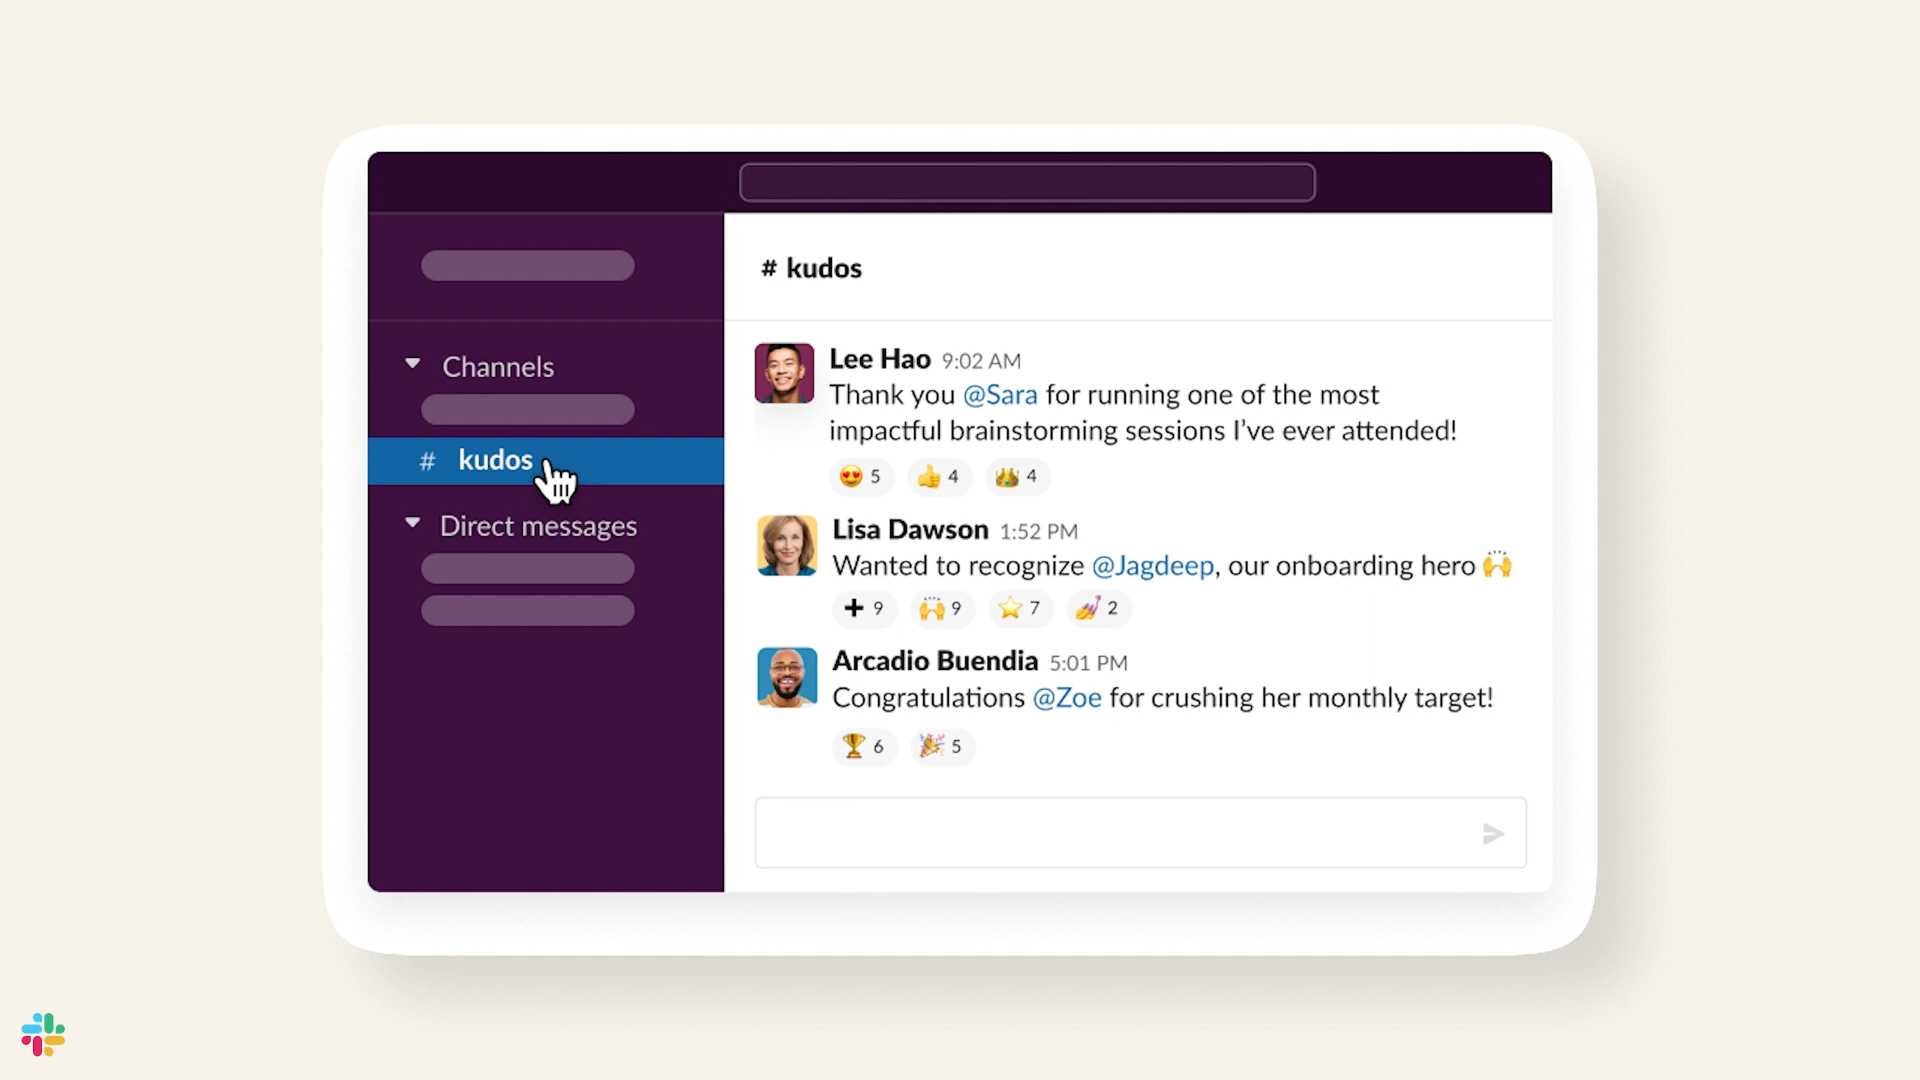 # kudos
Channels
# kudos
Direct messages
Lee Hao 9:02 AM
Thank you @Sara for running one of the most
impactful brainstorming sessions I’ve ever attended!
😍 5 👍 4 👑 4
Lisa Dawson 1:52 PM
Wanted to recognize @Jagdeep, our onboarding hero 🙌
➕ 9 🙌 9 ⭐ 7 💅 2
Arcadio Buendia 5:01 PM
Congratulations @Zoe for crushing her monthly target!
🏆 6 🎉 5